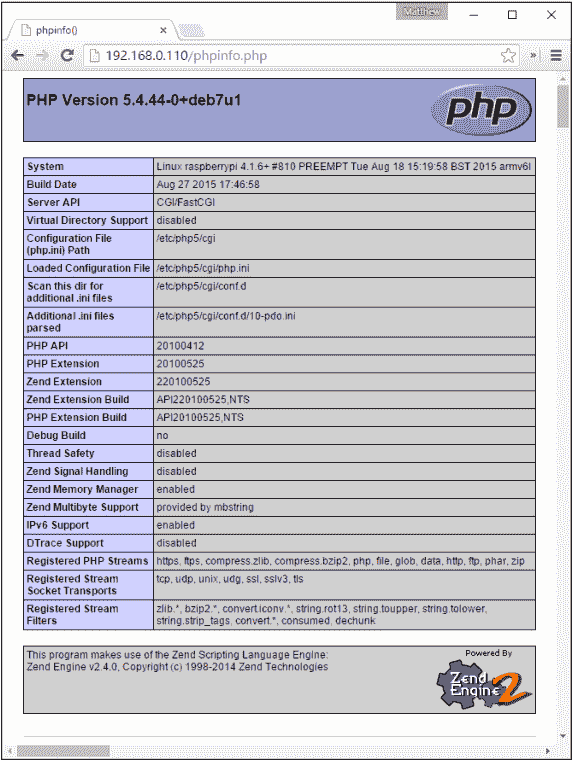 Matthew
phpinfo()
192.168.0.110/phpinfo.php
PHP Version 5.4.44-0+deb7u1
php
System Linux raspberrypi 4.1.6+ #810 PREEMPT Tue Aug 18 15:19:58 BST 2015 armv6l
Build Date Aug 27 2015 17:46:58
Server API CGI/FastCGI
Virtual Directory Support disabled
Configuration File (php.ini) Path /etc/php5/cgi
Loaded Configuration File /etc/php5/cgi/php.ini
Scan this dir for additional .ini files /etc/php5/cgi/conf.d
Additional .ini files parsed /etc/php5/cgi/conf.d/10-pdo.ini
PHP API 20100412
PHP Extension 20100525
Zend Extension 220100525
Zend Extension Build API220100525,NTS
PHP Extension Build API20100525,NTS
Debug Build no
Thread Safety disabled
Zend Signal Handling disabled
Zend Memory Manager enabled
Zend Multibyte Support provided by mbstring
IPv6 Support enabled
DTrace Support disabled
Registered PHP Streams https, ftps, compress.zlib, compress.bzip2, php, file, glob, data, http, ftp, phar, zip
Registered Stream Socket Transports tcp, udp, unix, udg, ssl, sslv3, tls
Registered Stream Filters zlib.*, bzip2.*, convert.iconv.*, string.rot13, string.toupper, string.tolower,
string.strip_tags, convert.*, consumed, dechunk
This program makes use of the Zend Scripting Language Engine:
Zend Engine v2.4.0, Copyright (c) 1998-2014 Zend Technologies
Powered By
Zend
Engine 2